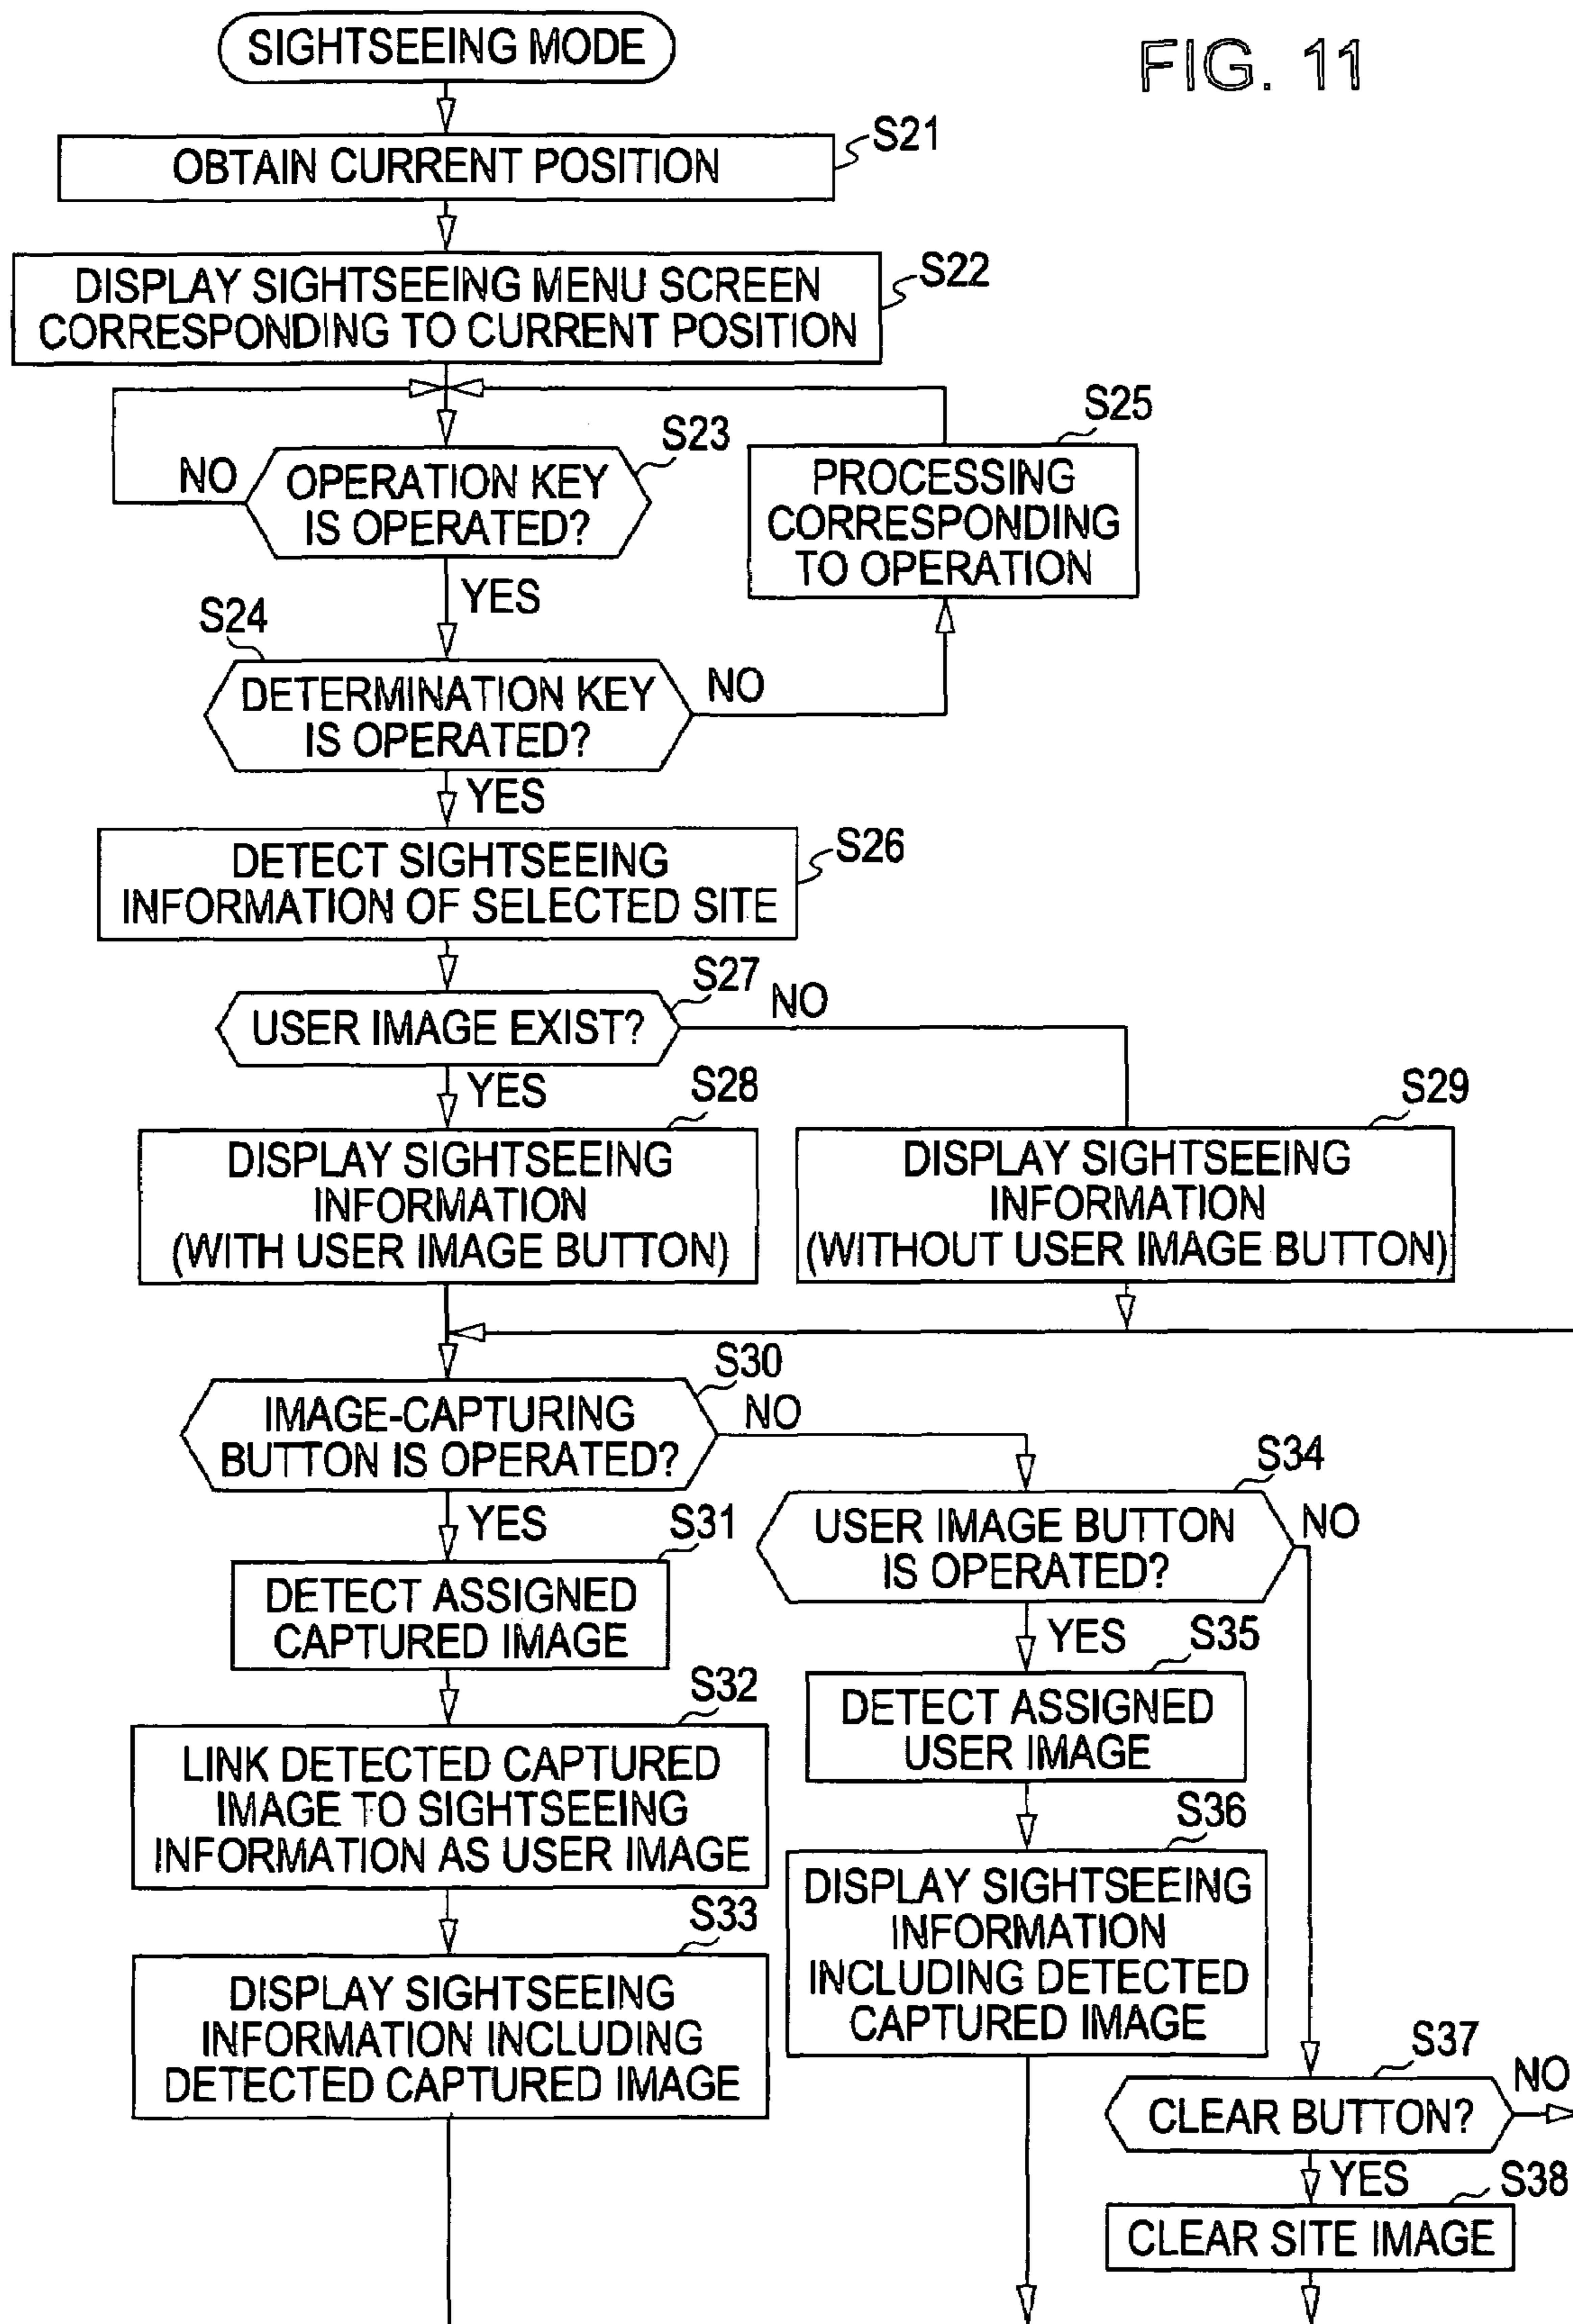 SIGHTSEEING MODE
FIG. 11
S21
OBTAIN CURRENT POSITION
S22
DISPLAY SIGHTSEEING MENU SCREEN
CORRESPONDING TO CURRENT POSITION
S23
NO
OPERATION KEY
IS OPERATED?
YES
S25
PROCESSING
CORRESPONDING
TO OPERATION
S24
DETERMINATION KEY
IS OPERATED?
NO
YES
S26
DETECT SIGHTSEEING
INFORMATION OF SELECTED SITE
S27
USER IMAGE EXIST?
NO
YES
S28
DISPLAY SIGHTSEEING
INFORMATION
(WITH USER IMAGE BUTTON)
S29
DISPLAY SIGHTSEEING
INFORMATION
(WITHOUT USER IMAGE BUTTON)
S30
IMAGE-CAPTURING
BUTTON IS OPERATED?
NO
YES
S31
DETECT ASSIGNED
CAPTURED IMAGE
S32
LINK DETECTED CAPTURED
IMAGE TO SIGHTSEEING
INFORMATION AS USER IMAGE
S33
DISPLAY SIGHTSEEING
INFORMATION INCLUDING
DETECTED CAPTURED IMAGE
S34
USER IMAGE BUTTON
IS OPERATED?
NO
YES
S35
DETECT ASSIGNED
USER IMAGE
S36
DISPLAY SIGHTSEEING
INFORMATION
INCLUDING DETECTED
CAPTURED IMAGE
S37
CLEAR BUTTON?
NO
YES
S38
CLEAR SITE IMAGE